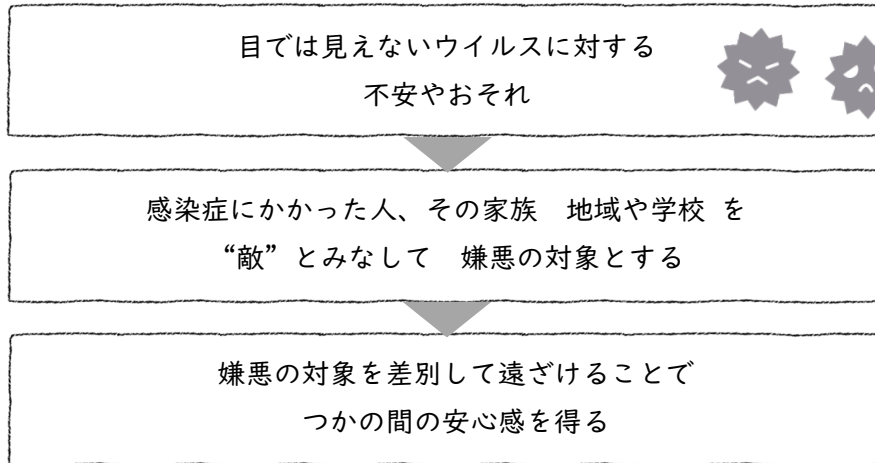 目では見えないウイルスに対する
不安やおそれ
感染症にかかった人、その家族　地域や学校 を
“敵”とみなして　嫌悪の対象とする
嫌悪の対象を差別して遠ざけることで
つかの間の安心感を得る